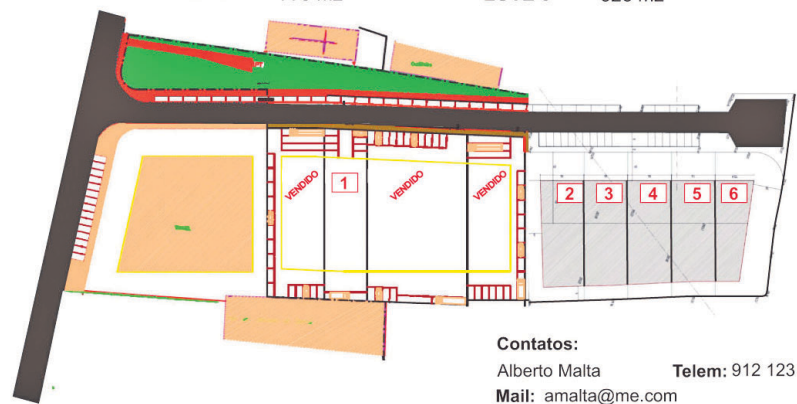 VENDIDO
1
VENDIDO
VENDIDO
2
3
4
5
6
Contatos:
Alberto Malta Telem: 912 123
Mail: amalta@me.com